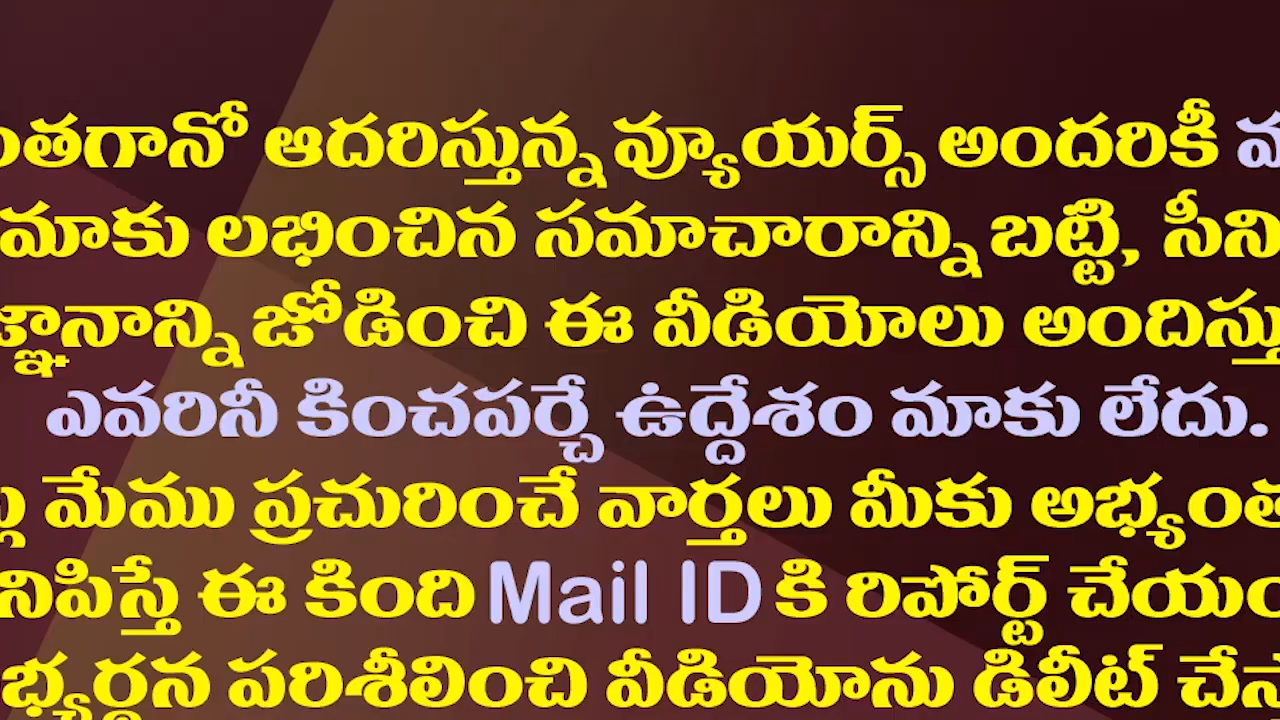 ంతగానో ఆదరిస్తున్న వ్యూయర్స్ అందరికీ
మాకు లభించిన సమాచారాన్ని బట్టి, సీని
జ్ఞానాన్ని జోడించి ఈ వీడియోలు అందిస్తు
ఎవరినీ కించపర్చే ఉద్దేశం మాకు లేదు.
మేము ప్రచురించే వార్తలు మీకు అభ్యంత
నిపిస్తే ఈ కింది Mail ID కి రిపోర్ట్ చేయం
భ్యర్థన పరిశీలించి వీడియోను డిలీట్ చేస